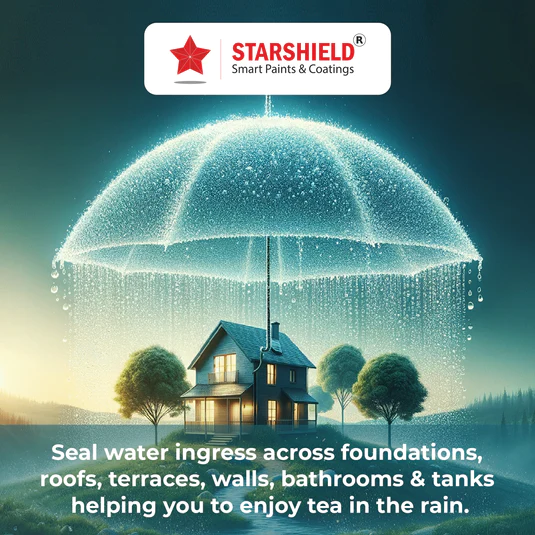 STARSHIELD®
Smart Paints & Coatings
Seal water ingress across foundations,
roofs, terraces, walls, bathrooms & tanks
helping you to enjoy tea in the rain.